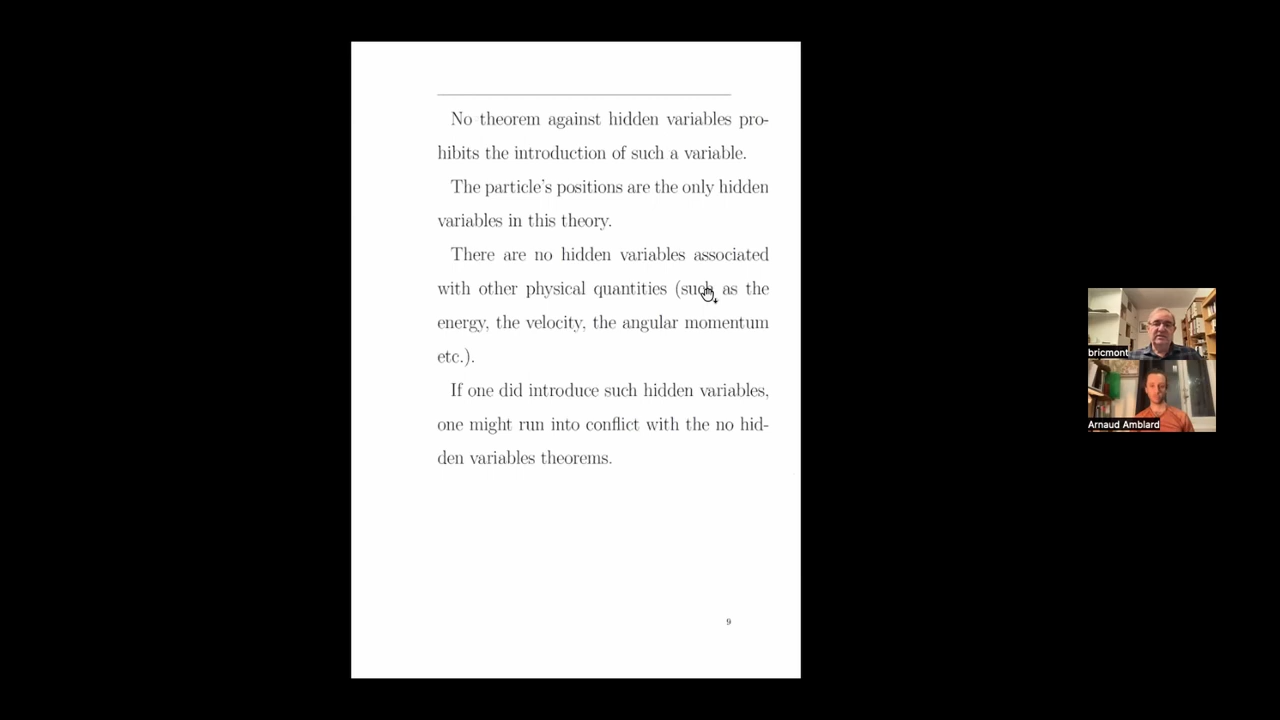 No theorem against hidden variables pro-
hibits the introduction of such a variable.
The particle's positions are the only hidden
variables in this theory.
There are no hidden variables associated
with other physical quantities (such as the
energy, the velocity, the angular momentum
etc.).
If one did introduce such hidden variables,
one might run into conflict with the no hid-
den variables theorems.
9
bricmont
Arnaud Amblard